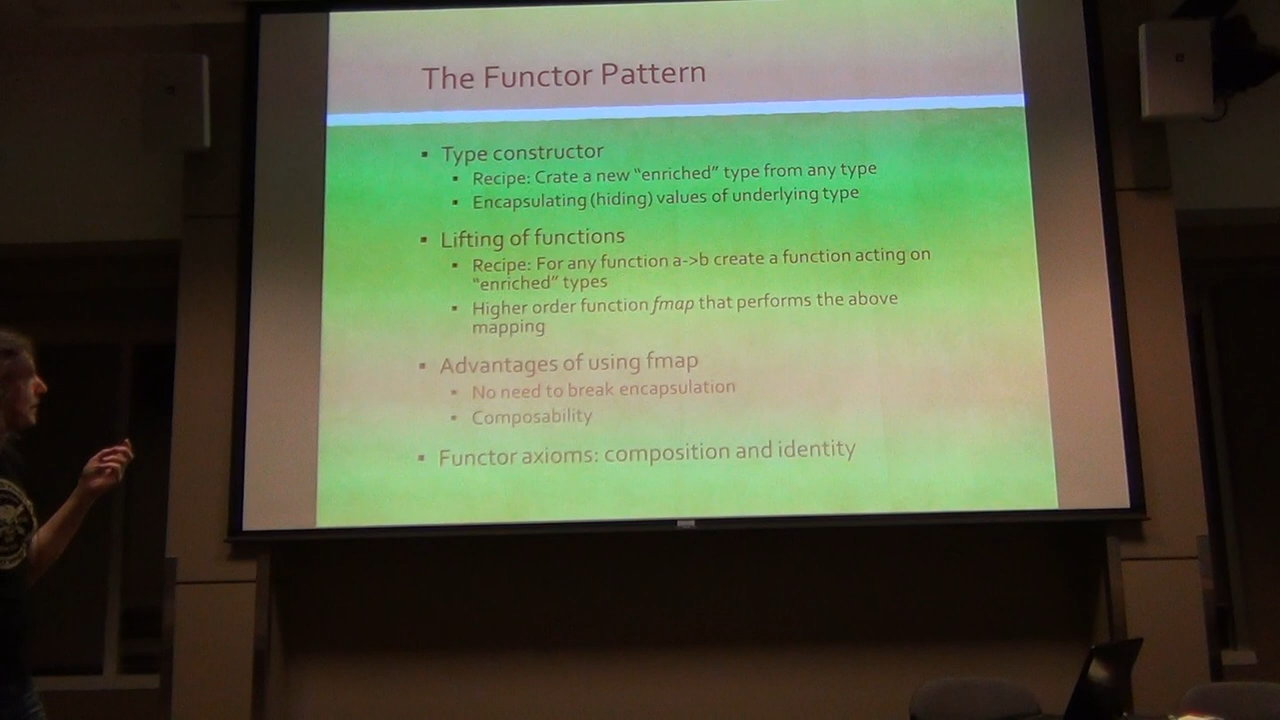 The Functor Pattern
▪ Type constructor
▪ Recipe: Crate a new “enriched” type from any type
▪ Encapsulating (hiding) values of underlying type
▪ Lifting of functions
▪ Recipe: For any function a->b create a function acting on
“enriched” types
▪ Higher order function fmap that performs the above
mapping
▪ Advantages of using fmap
▪ No need to break encapsulation
▪ Composability
▪ Functor axioms: composition and identity